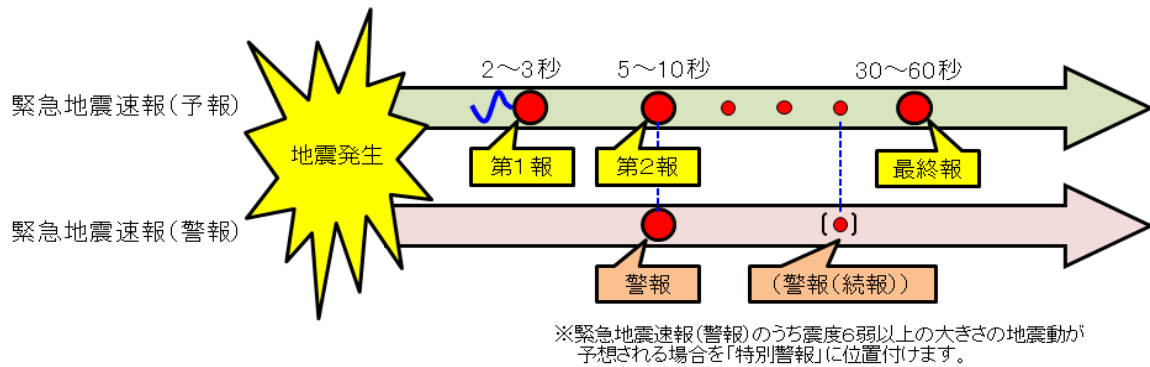 2～3秒
5～10秒
30～60秒
緊急地震速報(予報)
地震発生
第1報
第2報
最終報
緊急地震速報(警報)
警報
(警報(続報))
※緊急地震速報(警報)のうち震度6弱以上の大きさの地震動が
予想される場合を「特別警報」に位置付けます。